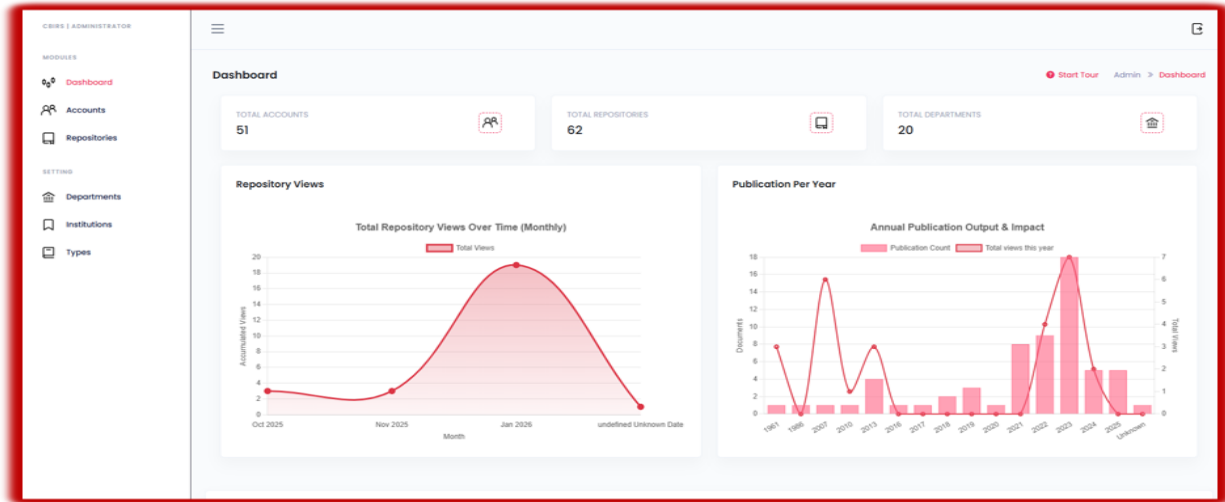 CBIRS | ADMINISTRATOR
MODULES
Dashboard
Accounts
Repositories
SETTING
Departments
Institutions
Types
Dashboard
Start Tour Admin > Dashboard
TOTAL ACCOUNTS
51
TOTAL REPOSITORIES
62
TOTAL DEPARTMENTS
20
Repository Views
Total Repository Views Over Time (Monthly)
Total Views
Accumulated Views
20
18
16
14
12
10
8
6
4
2
0
Oct 2025 Nov 2025 Jan 2026 undefined Unknown Date
Month
Publication Per Year
Annual Publication Output & Impact
Publication Count Total views this year
Documents
18
16
14
12
10
8
6
4
2
0
7
6
5
4
3
2
1
0
Total Views
1961 1986 2007 2010 2013 2016 2017 2018 2019 2020 2021 2022 2023 2024 2025 Unknown